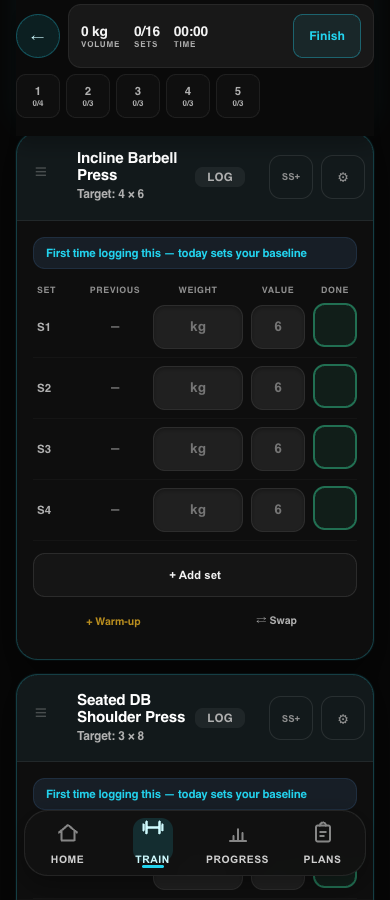 ←
0 kg 0/16 00:00
VOLUME SETS TIME
Finish
1 2 3 4 5
0/4 0/3 0/3 0/3 0/3
Incline Barbell
Press
Target: 4 × 6
LOG
SS+
First time logging this — today sets your baseline
SET PREVIOUS WEIGHT VALUE DONE
S1 – kg 6
S2 – kg 6
S3 – kg 6
S4 – kg 6
+ Add set
+ Warm-up ⇄ Swap
Seated DB
Shoulder Press
Target: 3 × 8
LOG
SS+
First time logging this — today sets your baseline
HOME TRAIN PROGRESS PLANS